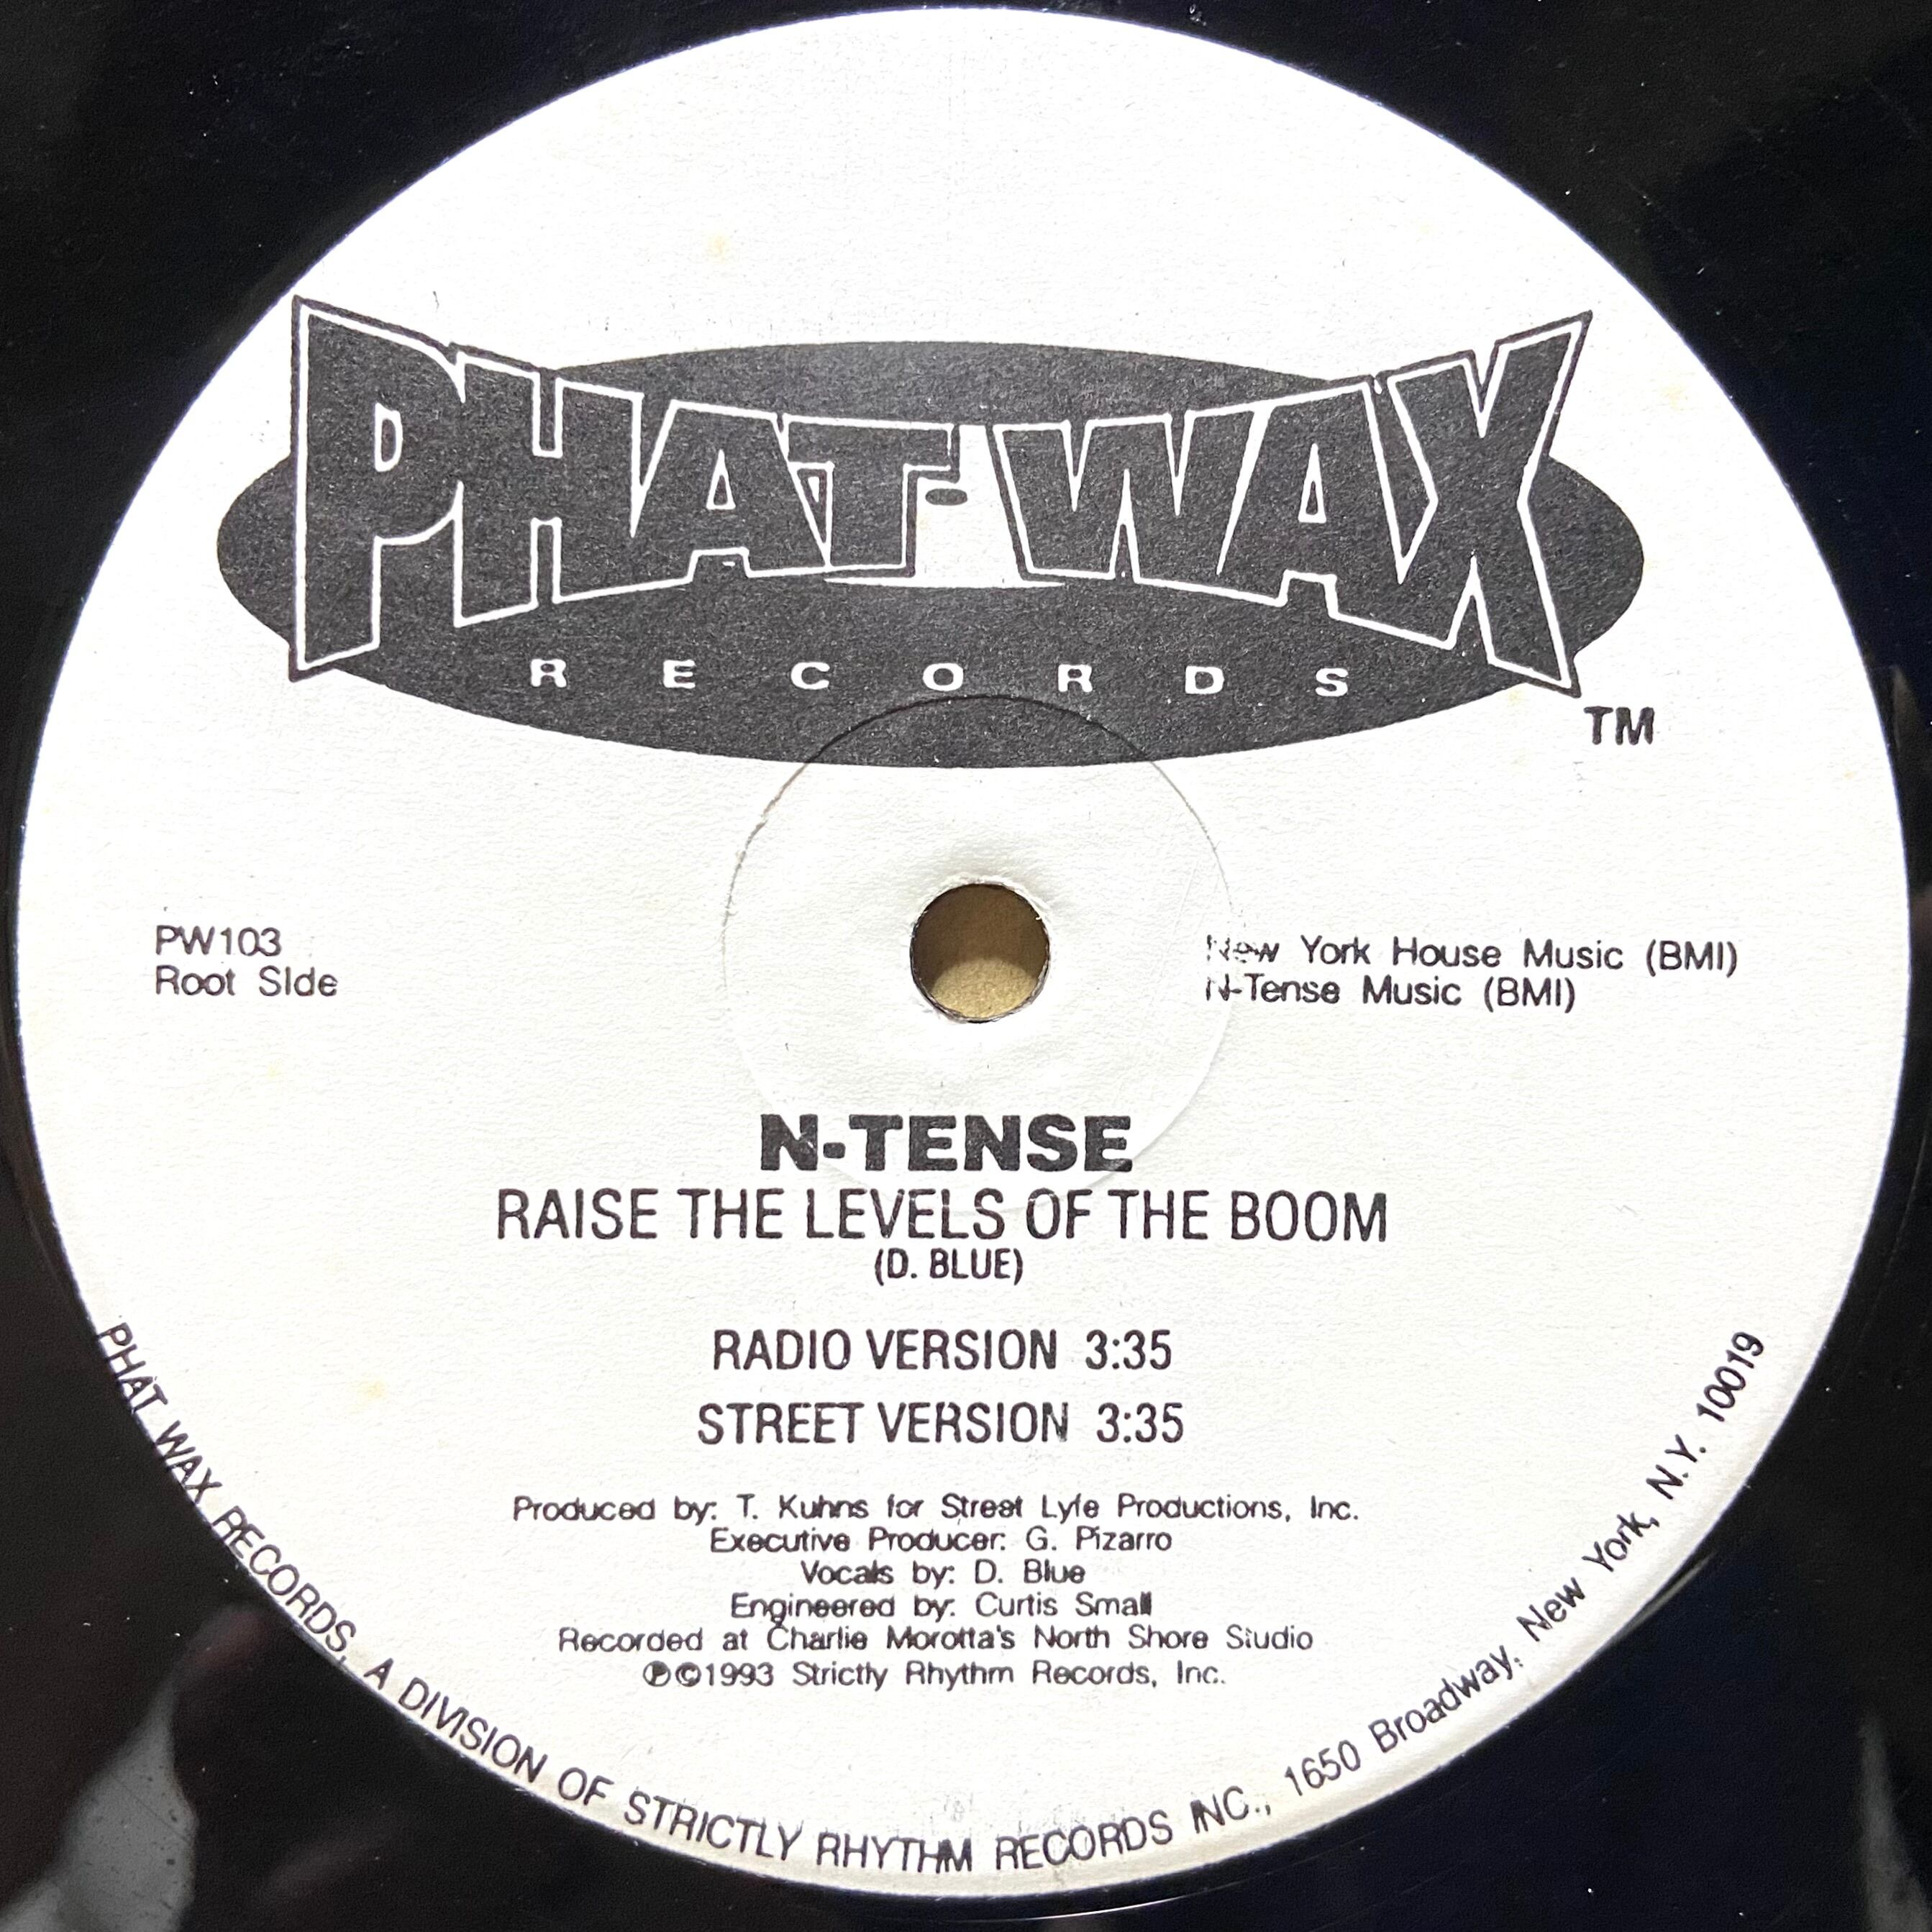 PHAT-WAX
RECORDS
TM
PW103
Root SIde
New York House Music (BMI)
N-Tense Music (BMI)
N-TENSE
RAISE THE LEVELS OF THE BOOM
(D. BLUE)
RADIO VERSION 3:35
STREET VERSION 3:35
Produced by: T. Kuhns for Street Lyfe Productions, Inc.
Executive Producer: G. Pizarro
Vocals by: D. Blue
Engineered by: Curtis Small
Recorded at Charlie Morotta's North Shore Studio
℗©1993 Strictly Rhythm Records, Inc.
PHAT WAX RECORDS, A DIVISION OF STRICTLY RHYTHM RECORDS INC., 1650 Broadway, New York, N.Y. 10019